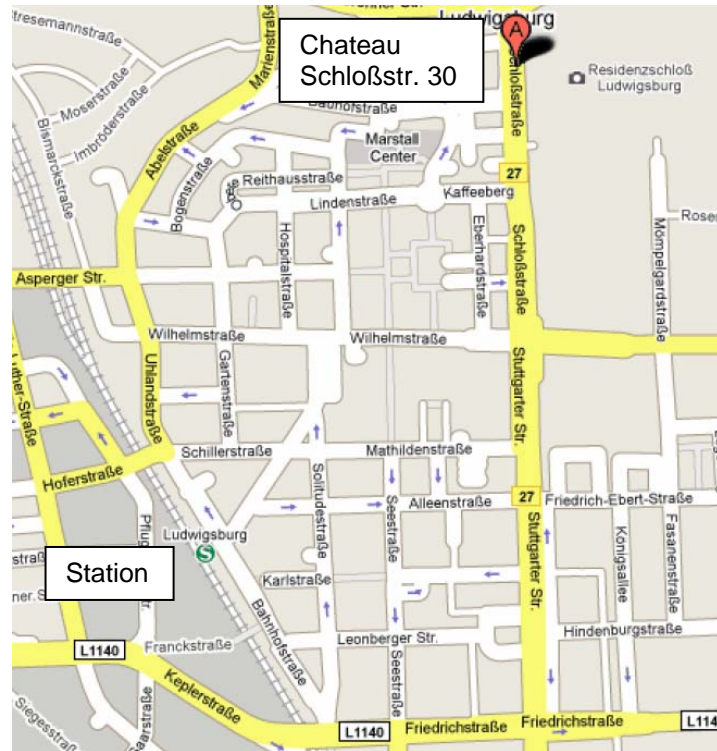 Ludwigsburg
A
Chateau
Schloßstr. 30
Marienstraße
Moserstraße
Imbröderstraße
Bismarckstraße
Abelstraße
Schloßstraße
Residenzschloß
Ludwigsburg
Marstall
Center
27
Reithausstraße
Bogenstraße
Lindenstraße
Kaffeeberg
Hospitalstraße
Eberhardstraße
Schloßstraße
Mömpelgardstraße
Asperger Str.
Wilhelmstraße
Wilhelmstraße
Uhlandstraße
Gartenstraße
Stuttgarter Str.
Schillerstraße
Mathildenstraße
Hoferstraße
Solitudestraße
Seestraße
Alleenstraße
27
Friedrich-Ebert-Straße
Ludwigsburg
S
Station
Stuttgarter Str.
Königsallee
Fasanenstraße
Karlstraße
Bahnhofstraße
Leonberger Str.
Seestraße
Hindenburgstraße
Franckstraße
L1140
Keplerstraße
L1140
Friedrichstraße
Friedrichstraße